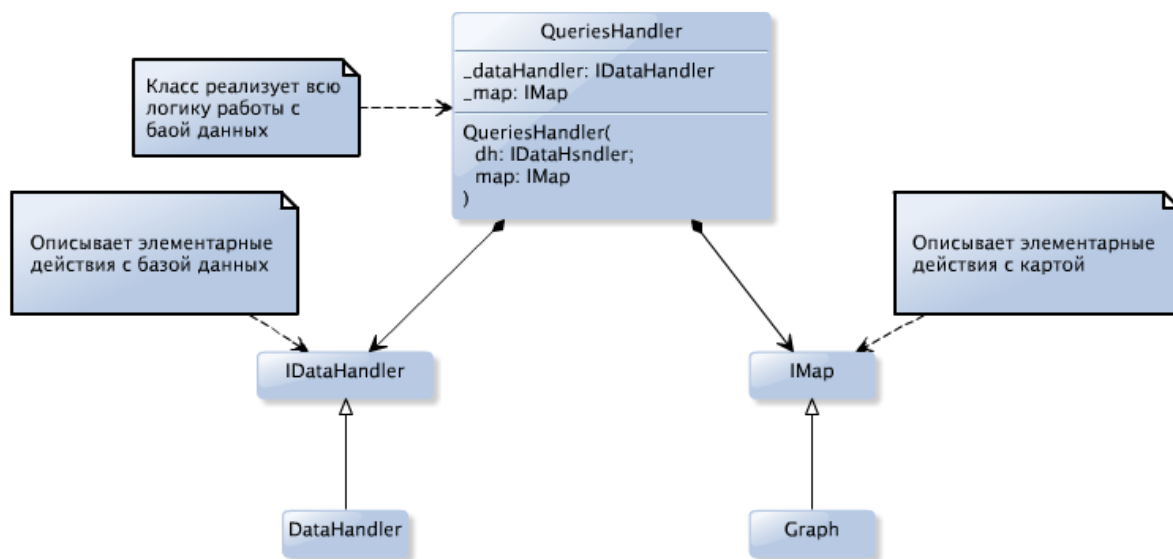 QueriesHandler
_dataHandler: IDataHandler
_map: IMap
QueriesHandler(
dh: IDataHsndler;
map: IMap
)
Класс реализует всю
логику работы с
баой данных
Описывает элементарные
действия с базой данных
Описывает элементарные
действия с картой
IDataHandler
IMap
DataHandler
Graph